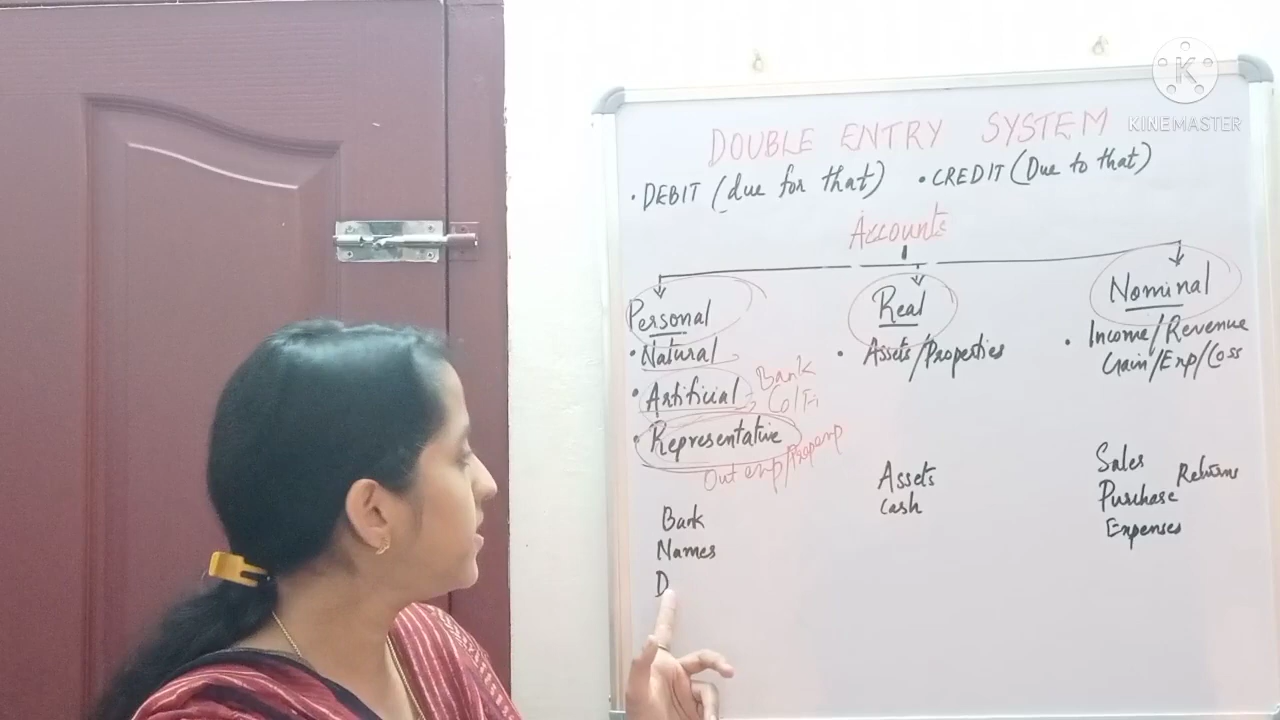 K
KINEMASTER
DOUBLE ENTRY SYSTEM
• DEBIT (due for that) • CREDIT (Due to that)
Accounts
Personal
• Natural
• Artificial
Bank
Co/Fi
• Representative
Out exp/Prepexp
Bank
Names
D
Real
• Assets/Properties
Assets
Cash
Nominal
• Income/Revenue
Gain/Exp/Loss
Sales
Purchase Returns
Expenses